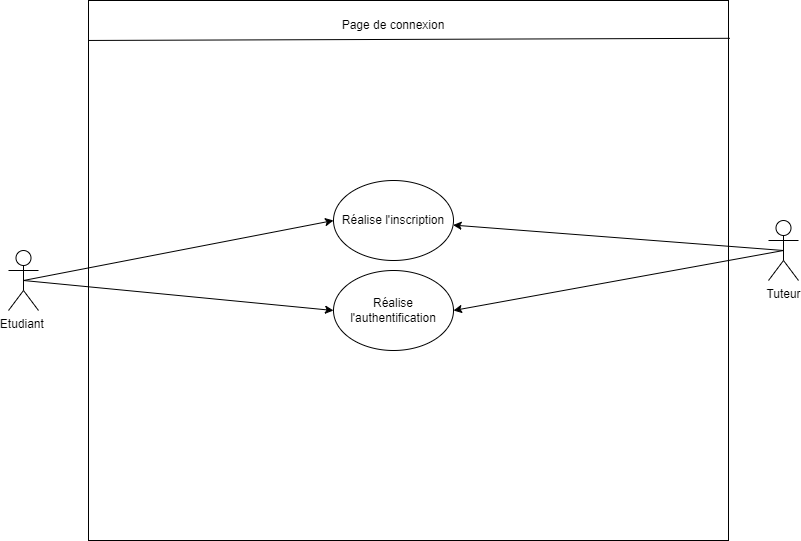 Page de connexion
Réalise l'inscription
Réalise
l'authentification
Etudiant
Tuteur